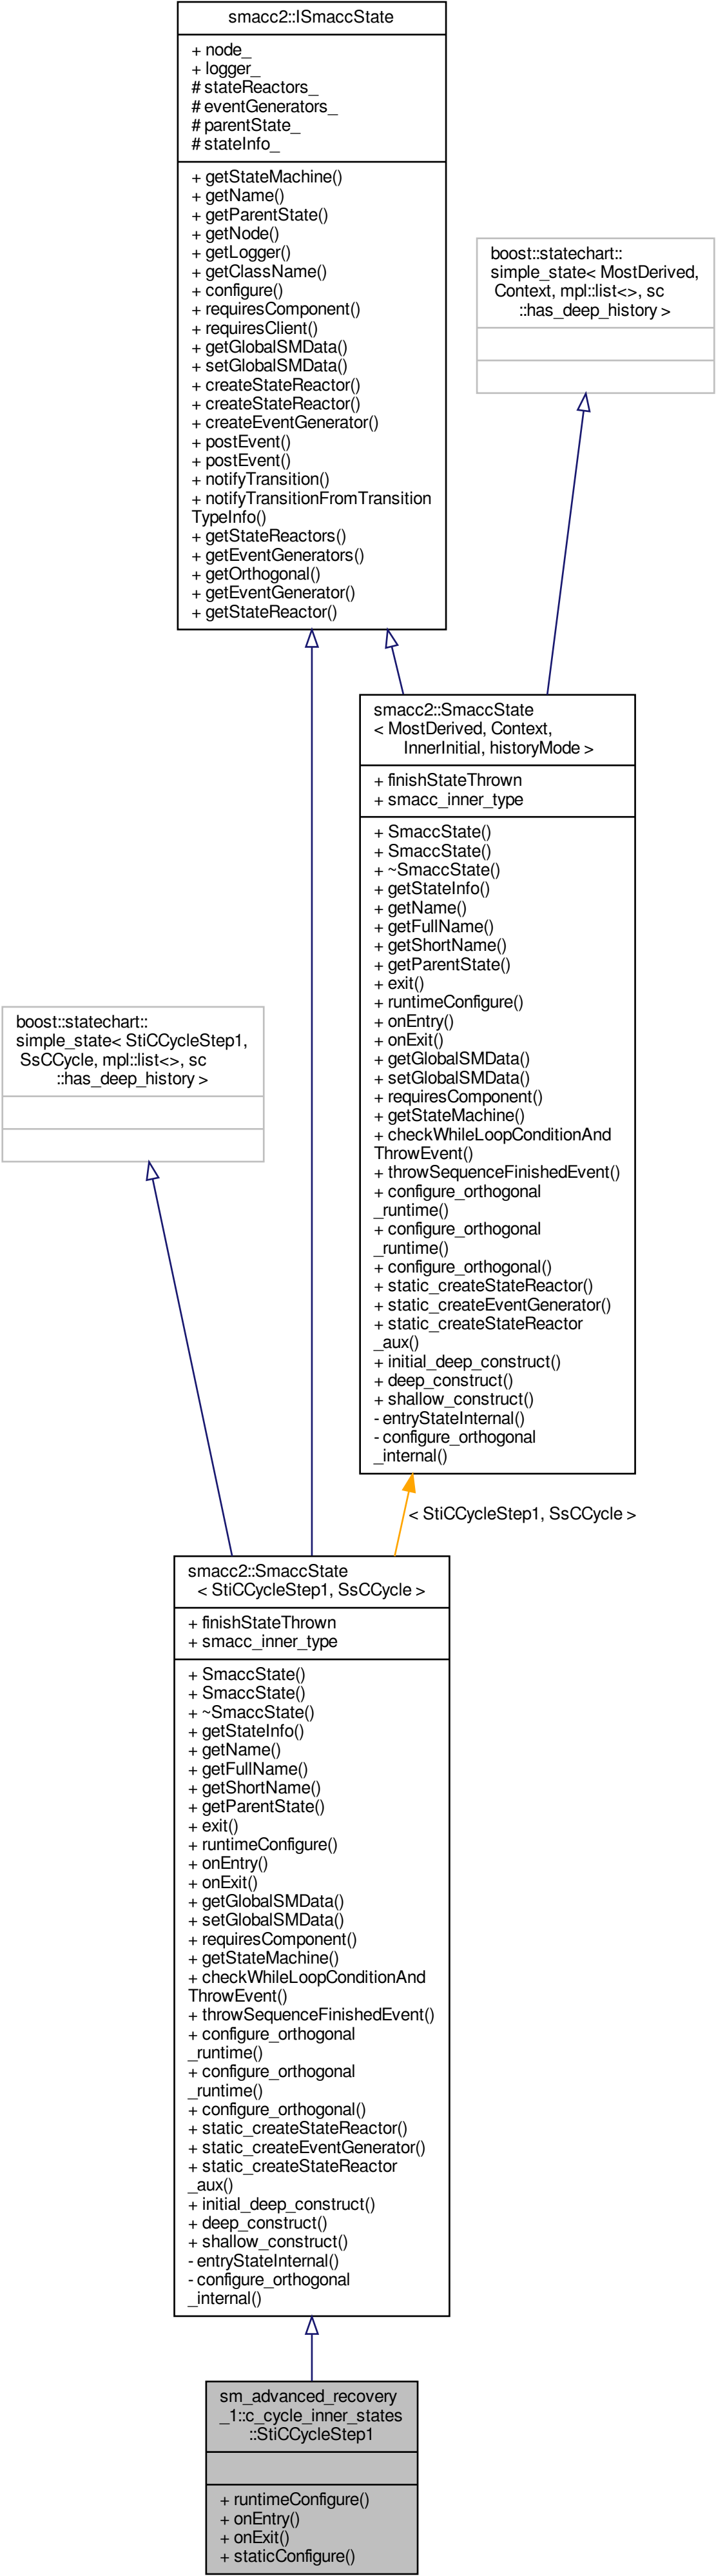 smacc2::ISmaccState
+ node_
+ logger_
# stateReactors_
# eventGenerators_
# parentState_
# stateInfo_
+ getStateMachine()
+ getName()
+ getParentState()
+ getNode()
+ getLogger()
+ getClassName()
+ configure()
+ requiresComponent()
+ requiresClient()
+ getGlobalSMData()
+ setGlobalSMData()
+ createStateReactor()
+ createStateReactor()
+ createEventGenerator()
+ postEvent()
+ postEvent()
+ notifyTransition()
+ notifyTransitionFromTransition
TypeInfo()
+ getStateReactors()
+ getEventGenerators()
+ getOrthogonal()
+ getEventGenerator()
+ getStateReactor()
boost::statechart::
simple_state< MostDerived,
Context, mpl::list<>, sc
::has_deep_history >
smacc2::SmaccState
< MostDerived, Context,
InnerInitial, historyMode >
+ finishStateThrown
+ smacc_inner_type
+ SmaccState()
+ SmaccState()
+ ~SmaccState()
+ getStateInfo()
+ getName()
+ getFullName()
+ getShortName()
+ getParentState()
+ exit()
+ runtimeConfigure()
+ onEntry()
+ onExit()
+ getGlobalSMData()
+ setGlobalSMData()
+ requiresComponent()
+ getStateMachine()
+ checkWhileLoopConditionAnd
ThrowEvent()
+ throwSequenceFinishedEvent()
+ configure_orthogonal
_runtime()
+ configure_orthogonal
_runtime()
+ configure_orthogonal()
+ static_createStateReactor()
+ static_createEventGenerator()
+ static_createStateReactor
_aux()
+ initial_deep_construct()
+ deep_construct()
+ shallow_construct()
- entryStateInternal()
- configure_orthogonal
_internal()
boost::statechart::
simple_state< StiCCycleStep1,
SsCCycle, mpl::list<>, sc
::has_deep_history >
< StiCCycleStep1, SsCCycle >
smacc2::SmaccState
< StiCCycleStep1, SsCCycle >
+ finishStateThrown
+ smacc_inner_type
+ SmaccState()
+ SmaccState()
+ ~SmaccState()
+ getStateInfo()
+ getName()
+ getFullName()
+ getShortName()
+ getParentState()
+ exit()
+ runtimeConfigure()
+ onEntry()
+ onExit()
+ getGlobalSMData()
+ setGlobalSMData()
+ requiresComponent()
+ getStateMachine()
+ checkWhileLoopConditionAnd
ThrowEvent()
+ throwSequenceFinishedEvent()
+ configure_orthogonal
_runtime()
+ configure_orthogonal
_runtime()
+ configure_orthogonal()
+ static_createStateReactor()
+ static_createEventGenerator()
+ static_createStateReactor
_aux()
+ initial_deep_construct()
+ deep_construct()
+ shallow_construct()
- entryStateInternal()
- configure_orthogonal
_internal()
sm_advanced_recovery
_1::c_cycle_inner_states
::StiCCycleStep1
+ runtimeConfigure()
+ onEntry()
+ onExit()
+ staticConfigure()